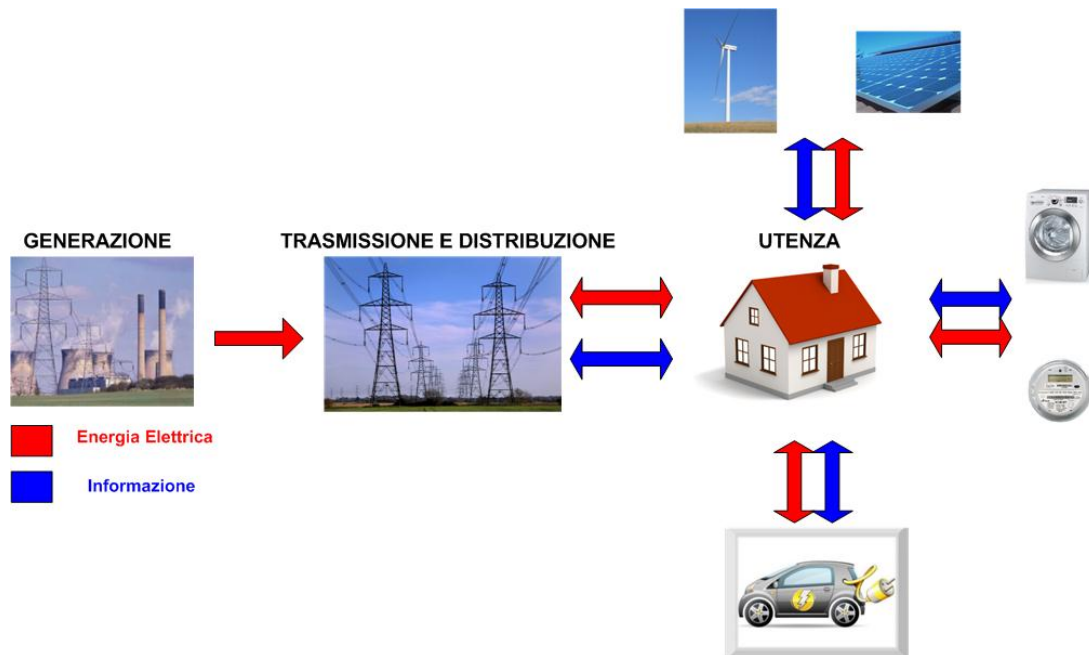 GENERAZIONE
TRASMISSIONE E DISTRIBUZIONE
UTENZA
Energia Elettrica
Informazione